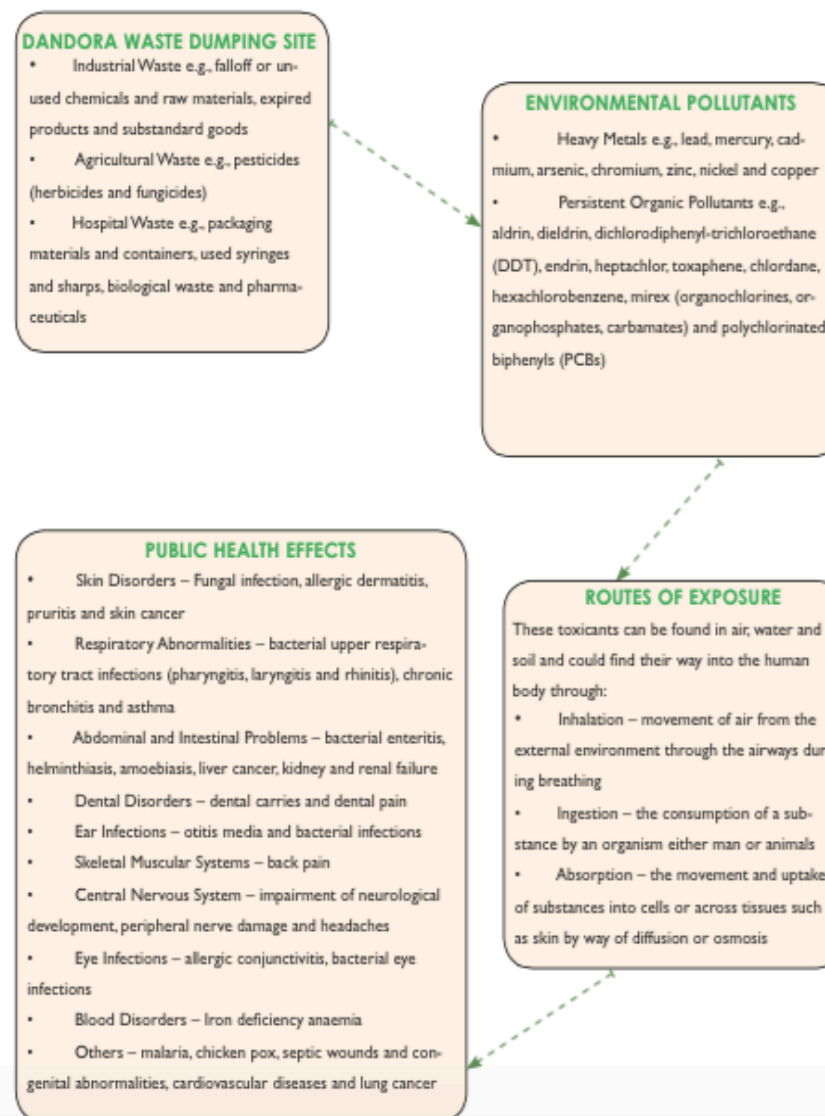 DANDORA WASTE DUMPING SITE
• Industrial Waste e.g., falloff or un-
used chemicals and raw materials, expired
products and substandard goods
• Agricultural Waste e.g., pesticides
(herbicides and fungicides)
• Hospital Waste e.g., packaging
materials and containers, used syringes
and sharps, biological waste and pharma-
ceuticals
ENVIRONMENTAL POLLUTANTS
• Heavy Metals e.g., lead, mercury, cad-
mium, arsenic, chromium, zinc, nickel and copper
• Persistent Organic Pollutants e.g.,
aldrin, dieldrin, dichlorodiphenyl-trichloroethane
(DDT), endrin, heptachlor, toxaphene, chlordane,
hexachlorobenzene, mirex (organochlorines, or-
ganophosphates, carbamates) and polychlorinated
biphenyls (PCBs)
ROUTES OF EXPOSURE
These toxicants can be found in air, water and
soil and could find their way into the human
body through:
• Inhalation – movement of air from the
external environment through the airways dur
ing breathing
• Ingestion – the consumption of a sub-
stance by an organism either man or animals
• Absorption – the movement and uptake
of substances into cells or across tissues such
as skin by way of diffusion or osmosis
PUBLIC HEALTH EFFECTS
• Skin Disorders – Fungal infection, allergic dermatitis,
pruritis and skin cancer
• Respiratory Abnormalities – bacterial upper respira-
tory tract infections (pharyngitis, laryngitis and rhinitis), chronic
bronchitis and asthma
• Abdominal and Intestinal Problems – bacterial enteritis,
helminthiasis, amoebiasis, liver cancer, kidney and renal failure
• Dental Disorders – dental carries and dental pain
• Ear Infections – otitis media and bacterial infections
• Skeletal Muscular Systems – back pain
• Central Nervous System – impairment of neurological
development, peripheral nerve damage and headaches
• Eye Infections – allergic conjunctivitis, bacterial eye
infections
• Blood Disorders – Iron deficiency anaemia
• Others – malaria, chicken pox, septic wounds and con-
genital abnormalities, cardiovascular diseases and lung cancer